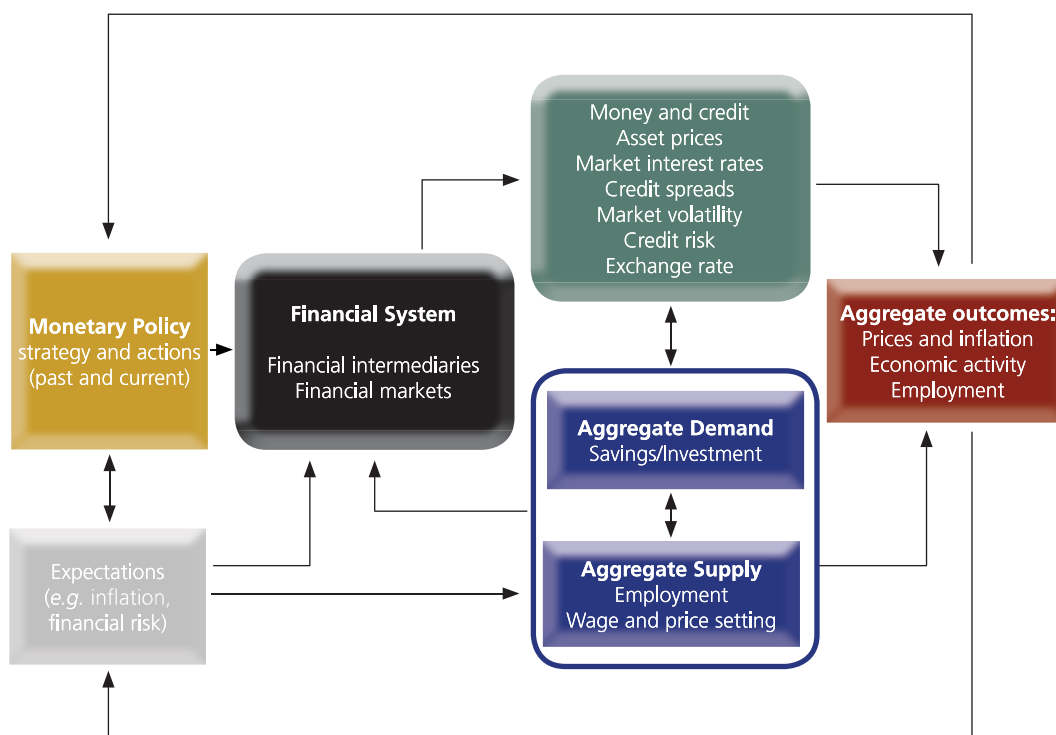 Money and credit
Asset prices
Market interest rates
Credit spreads
Market volatility
Credit risk
Exchange rate
Monetary Policy
strategy and actions
(past and current)
Financial System
Financial intermediaries
Financial markets
Aggregate outcomes:
Prices and inflation
Economic activity
Employment
Aggregate Demand
Savings/Investment
Expectations
(e.g. inflation,
financial risk)
Aggregate Supply
Employment
Wage and price setting